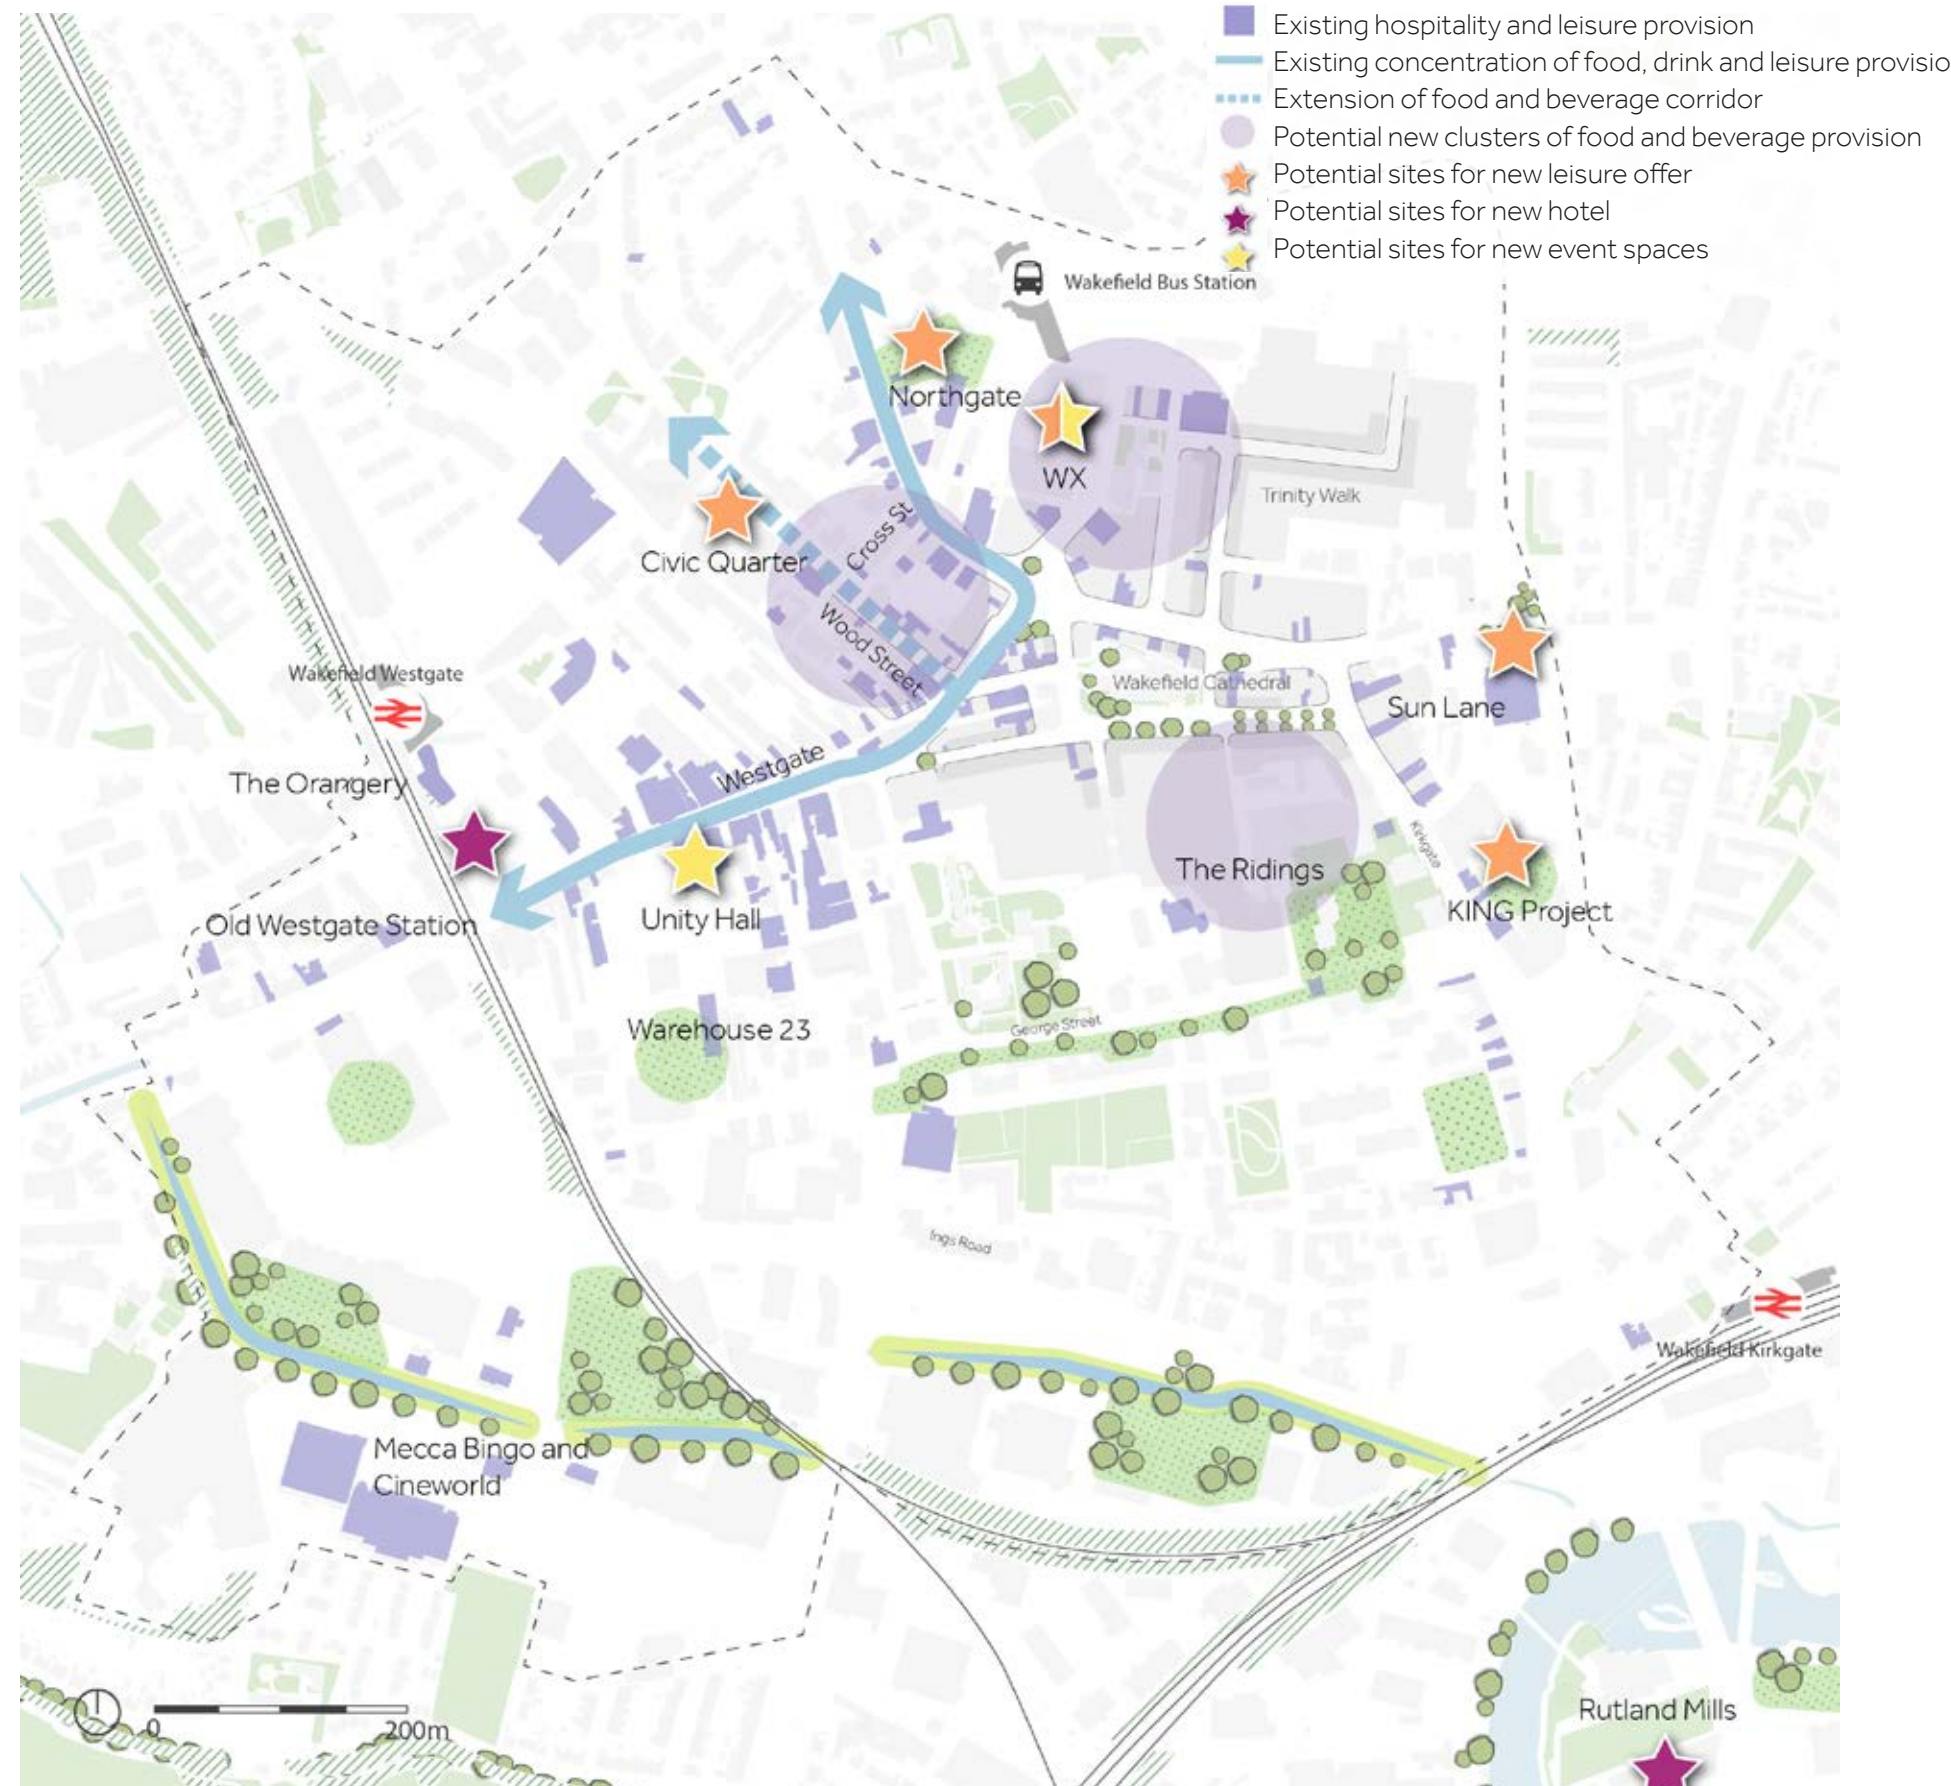 Existing hospitality and leisure provision
Existing concentration of food, drink and leisure provisio
Extension of food and beverage corridor
Potential new clusters of food and beverage provision
Potential sites for new leisure offer
Potential sites for new hotel
Potential sites for new event spaces
Wakefield Bus Station
Northgate
WX
Trinity Walk
Cross St
Civic Quarter
Wood Street
Wakefield Westgate
Wakefield Cathedral
Sun Lane
Westgate
The Orangery
Kirkgate
The Ridings
KING Project
Unity Hall
Old Westgate Station
George Street
Warehouse 23
Ings Road
Wakefield Kirkgate
Mecca Bingo and
Cineworld
Rutland Mills
0
200m